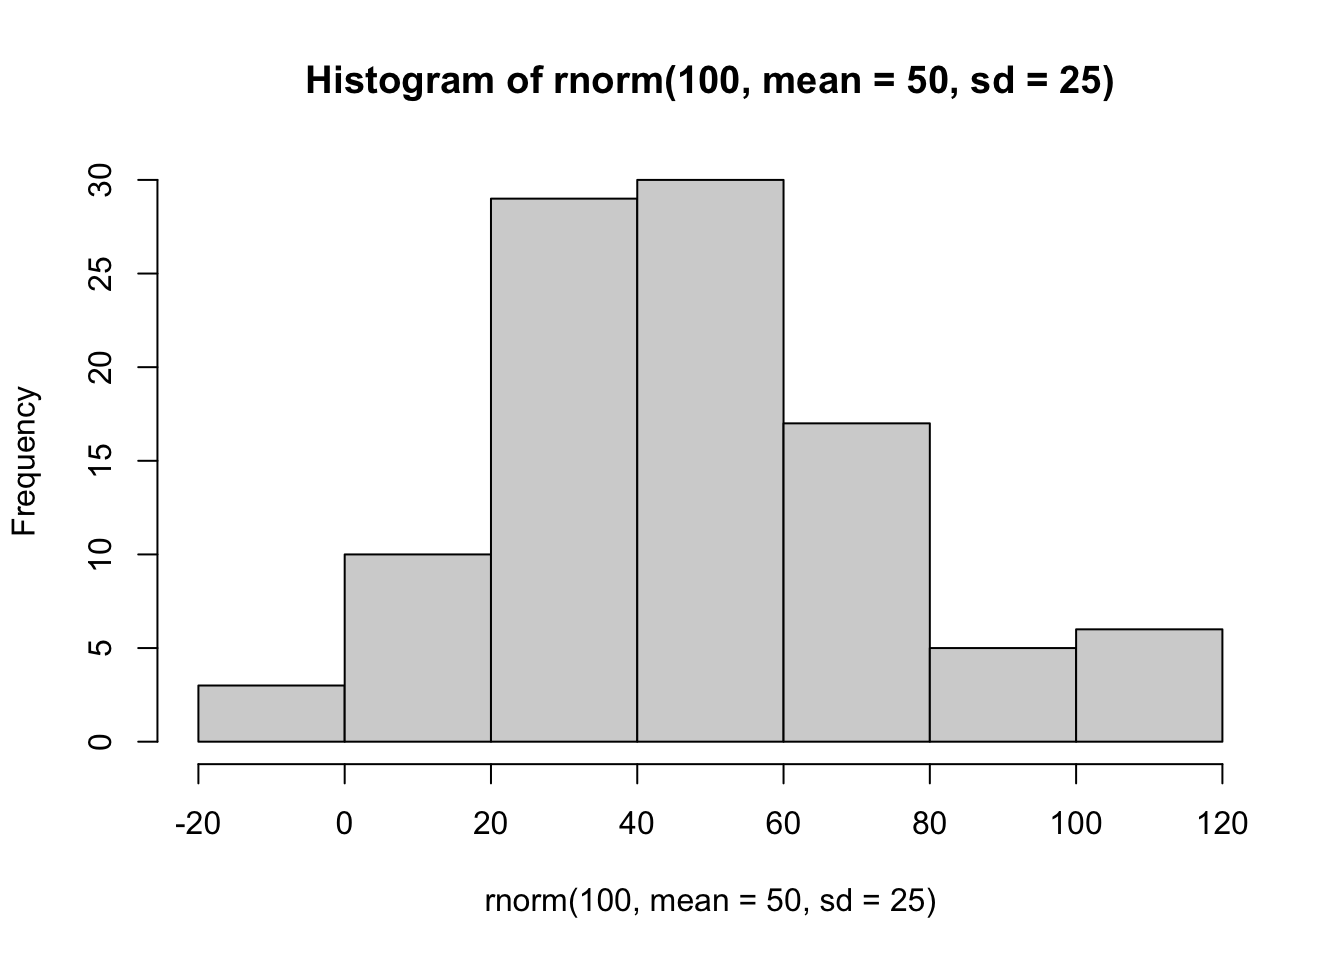 Histogram of rnorm(100, mean = 50, sd = 25)
30
25
20
15
10
5
0
Frequency
-20 0 20 40 60 80 100 120
rnorm(100, mean = 50, sd = 25)